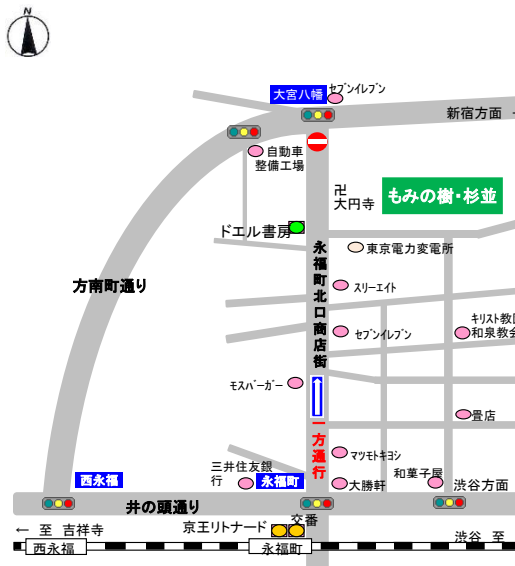 N
セブンイレブン
大宮八幡
新宿方面
自動車
整備工場
卍
大円寺
もみの樹・杉並
ドエル書房
東京電力変電所
方南町通り
永福町北口商店街
スリーエイト
セブンイレブン
キリスト教団
和泉教会
モスバーガー
畳店
一方通行
マツモトキヨシ
三井住友銀
行
西永福
永福町
大勝軒
和菓子屋
渋谷方面
井の頭通り
← 至 吉祥寺
京王リトナード
交番
渋谷 至
西永福
永福町